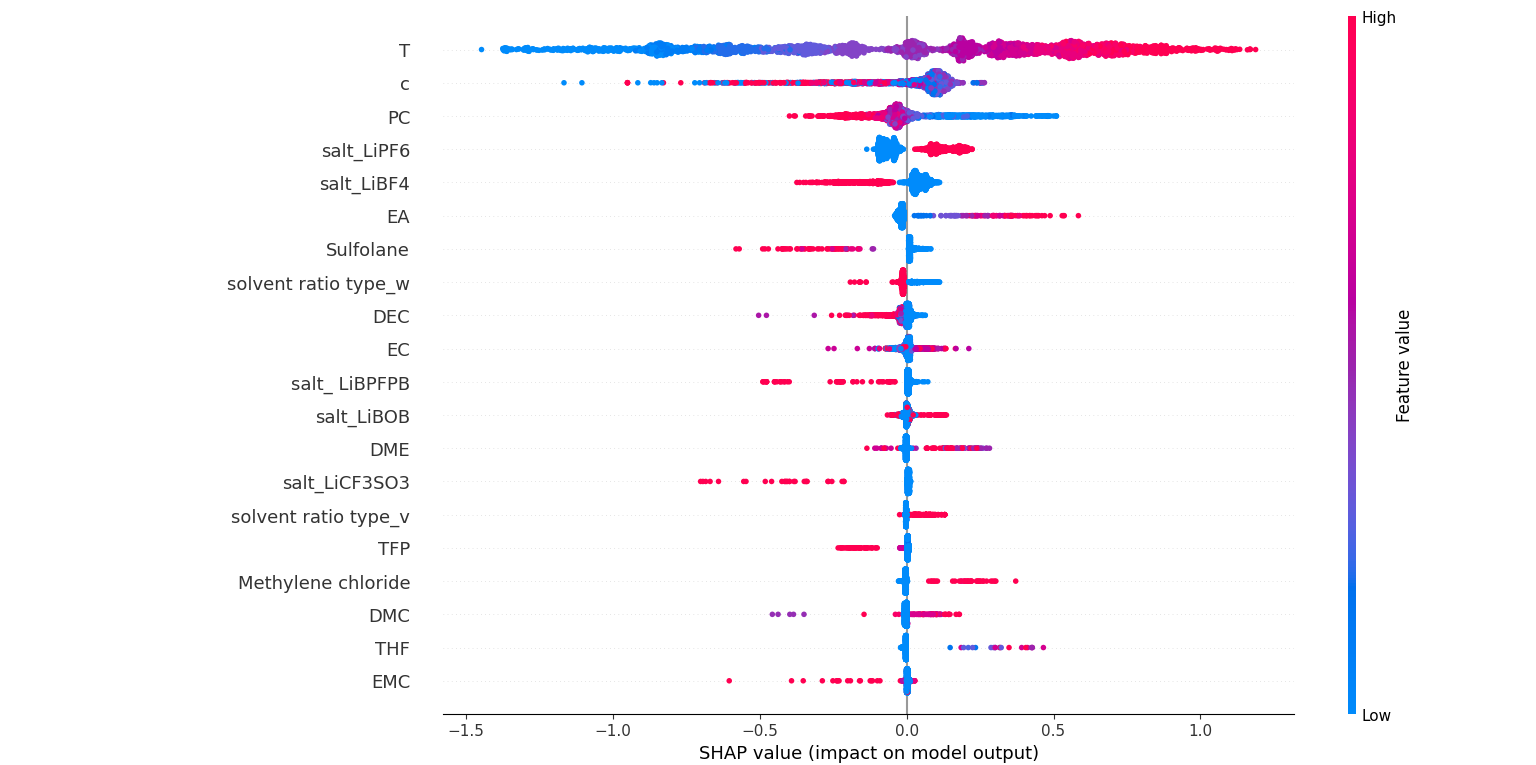 High
T
c
PC
salt_LiPF6
salt_LiBF4
EA
Sulfolane
solvent ratio type_w
DEC
EC
salt_ LiBPFPB
salt_LiBOB
DME
salt_LiCF3SO3
solvent ratio type_v
TFP
Methylene chloride
DMC
THF
EMC
Feature value
Low
−1.5 −1.0 −0.5 0.0 0.5 1.0
SHAP value (impact on model output)